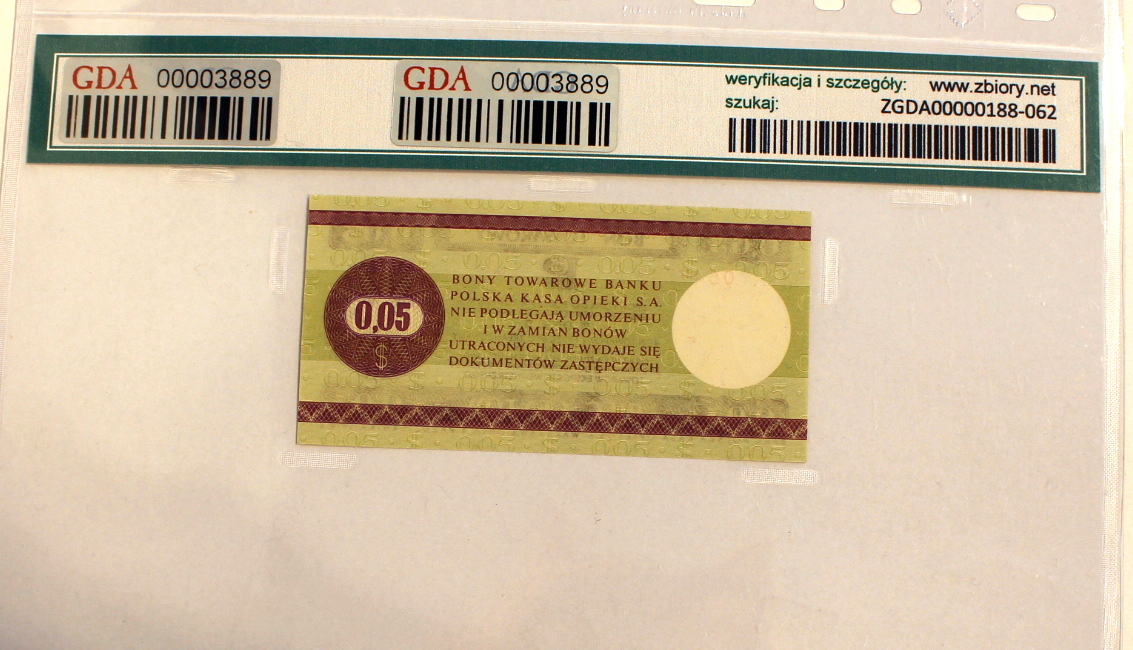 GDA 00003889
GDA 00003889
weryfikacja i szczegóły: www.zbiory.net
szukaj: ZGDA00000188-062
BONY TOWAROWE BANKU
POLSKA KASA OPIEKI S.A.
NIE PODLEGAJĄ UMORZENIU
I W ZAMIAN BONÓW
UTRACONYCH NIE WYDAJE SIĘ
DOKUMENTÓW ZASTĘPCZYCH
0,05
$